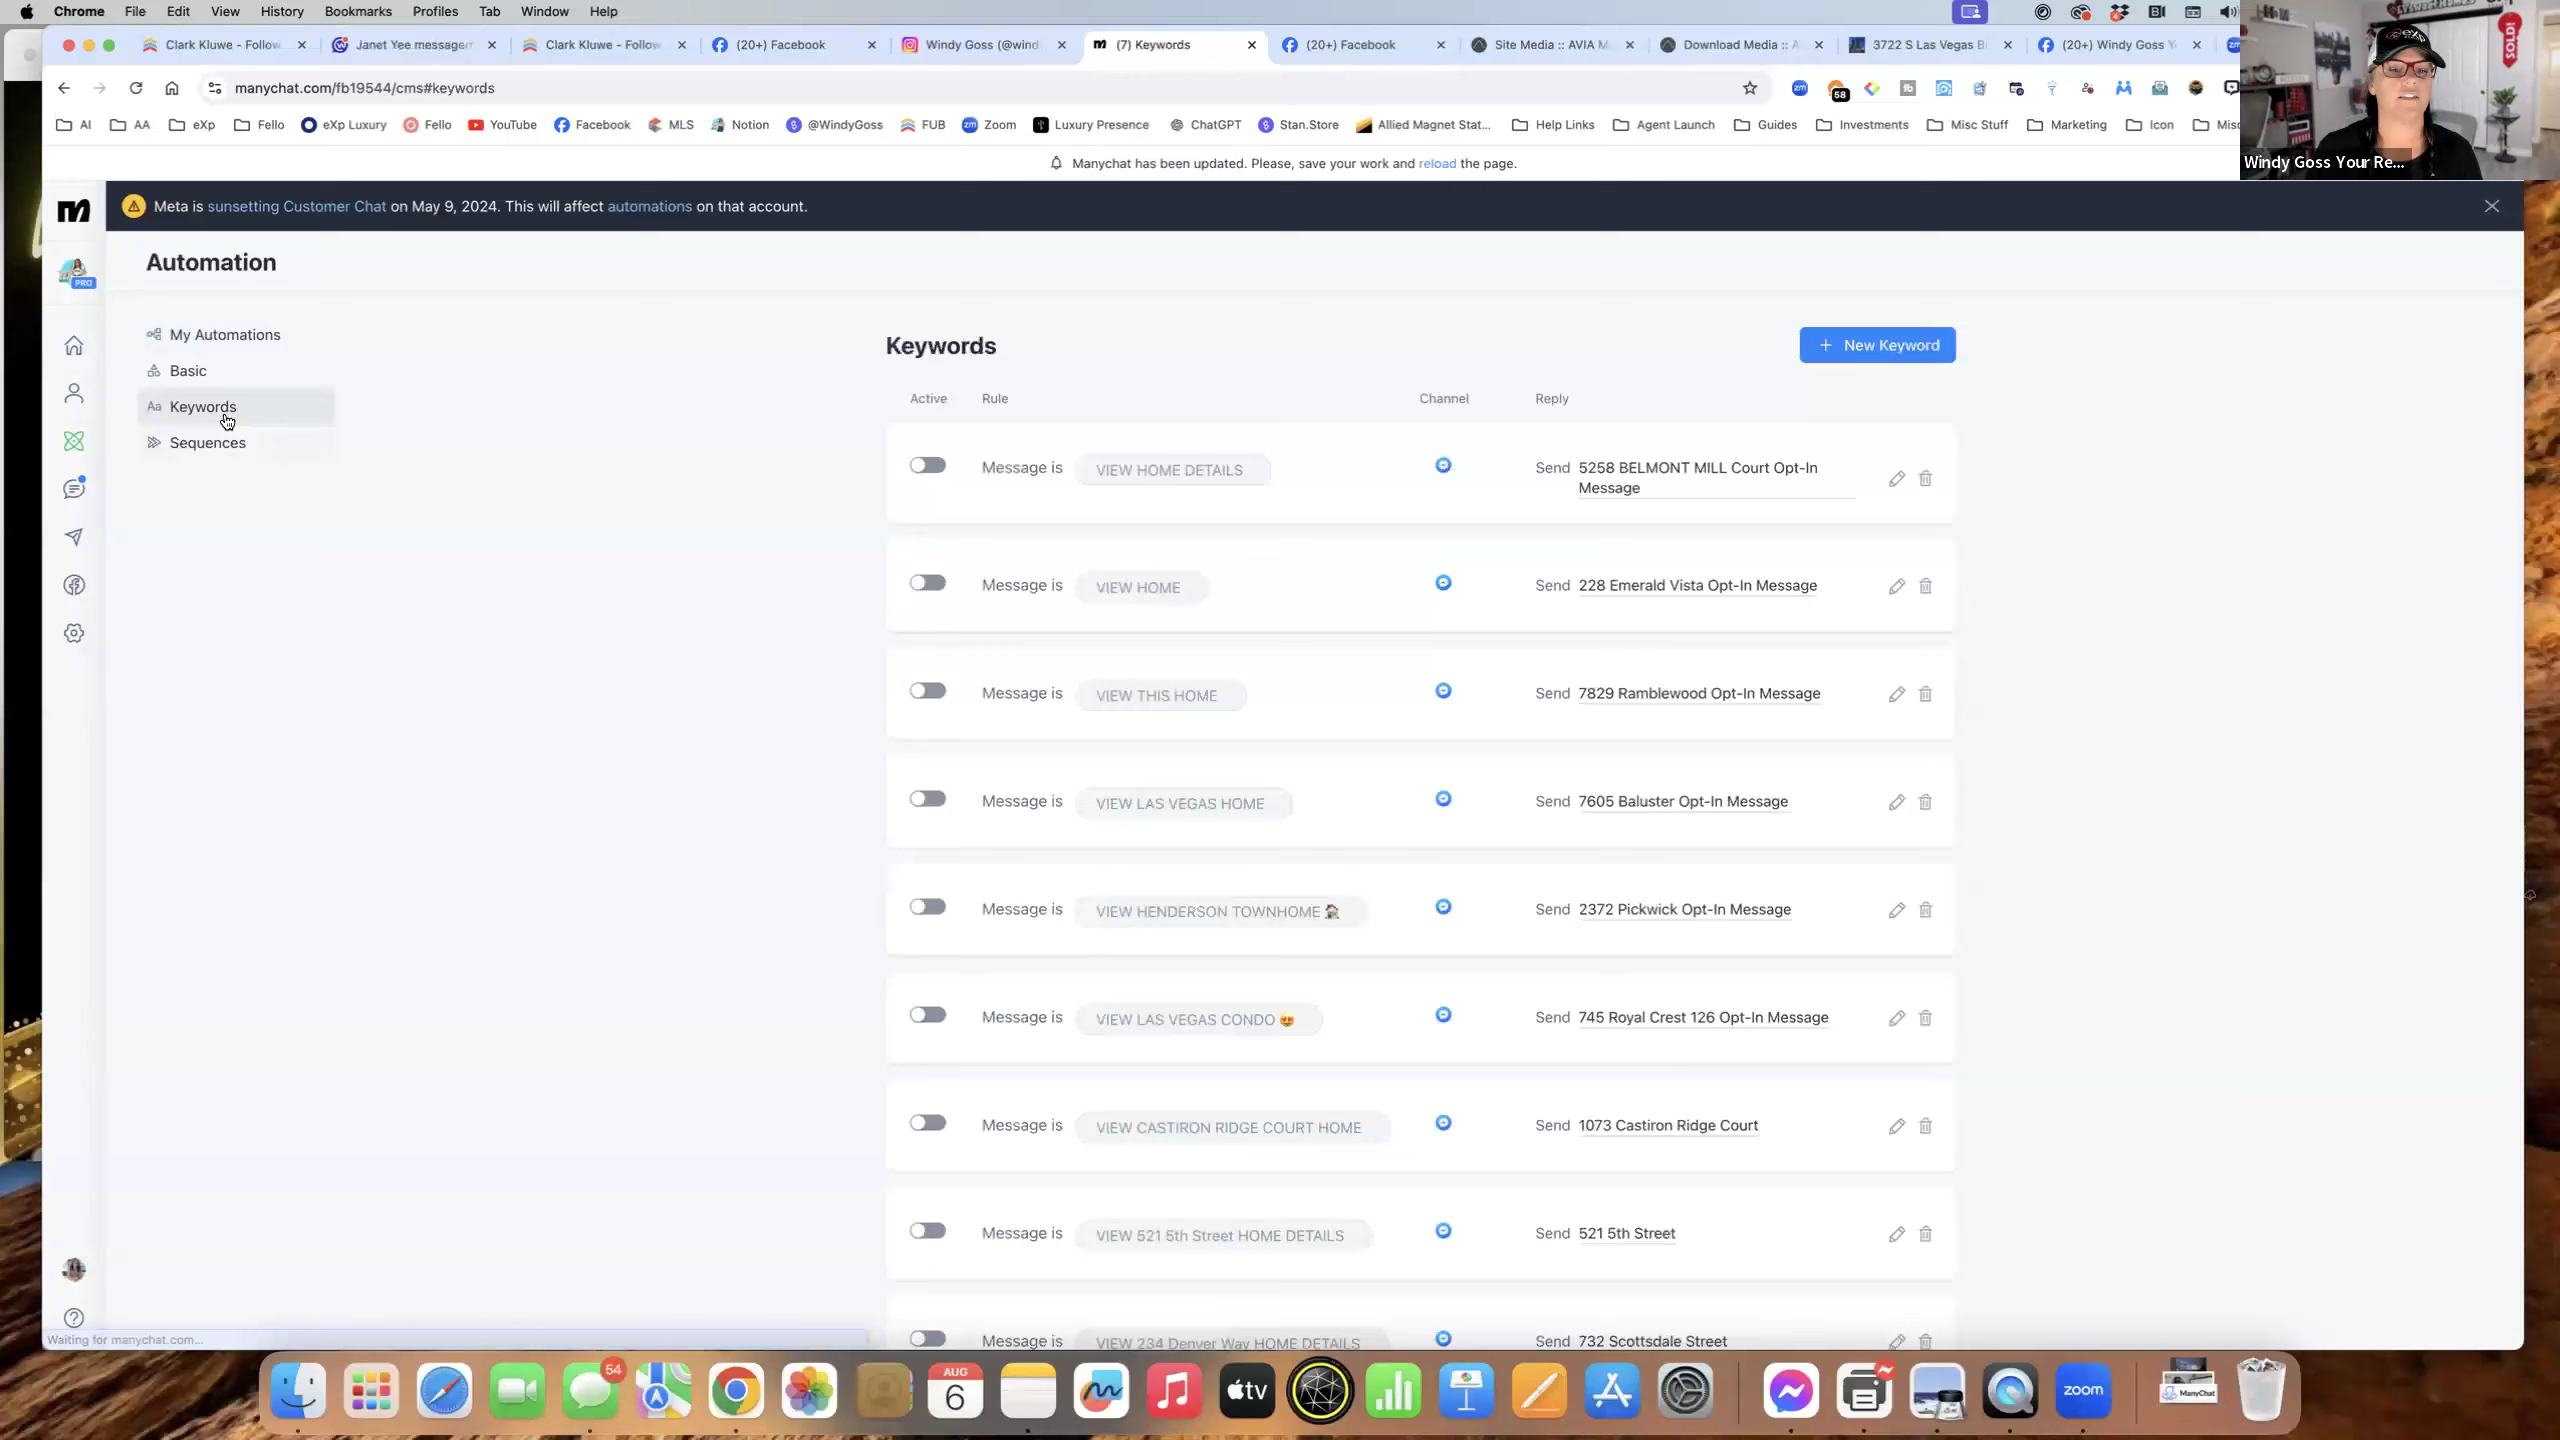 Chrome File Edit View History Bookmarks Profiles Tab Window Help
Clark Kluwe - Follow Janet Yee messaged Clark Kluwe - Follow (20+) Facebook Windy Goss (@wind (7) Keywords (20+) Facebook Site Media :: AVIA M Download Media :: A 3722 S Las Vegas B (20+) Windy Goss Y
manychat.com/fb19544/cms#keywords
58
AI AA eXp Fello eXp Luxury Fello YouTube Facebook MLS Notion @WindyGoss FUB Zoom Luxury Presence ChatGPT Stan.Store Allied Magnet Stat... Help Links Agent Launch Guides Investments Misc Stuff Marketing Icon Misc
Windy Goss Your Re...
SOLD!
Manychat has been updated. Please, save your work and reload the page.
Meta is sunsetting Customer Chat on May 9, 2024. This will affect automations on that account.
PRO
Automation
My Automations
Basic
Aa Keywords
Sequences
Keywords
+ New Keyword
Active Rule Channel Reply
Message is VIEW HOME DETAILS Send 5258 BELMONT MILL Court Opt-In
Message
Message is VIEW HOME Send 228 Emerald Vista Opt-In Message
Message is VIEW THIS HOME Send 7829 Ramblewood Opt-In Message
Message is VIEW LAS VEGAS HOME Send 7605 Baluster Opt-In Message
Message is VIEW HENDERSON TOWNHOME 🏠 Send 2372 Pickwick Opt-In Message
Message is VIEW LAS VEGAS CONDO 😍 Send 745 Royal Crest 126 Opt-In Message
Message is VIEW CASTIRON RIDGE COURT HOME Send 1073 Castiron Ridge Court
Message is VIEW 521 5th Street HOME DETAILS Send 521 5th Street
Message is VIEW 234 Denver Way HOME DETAILS Send 732 Scottsdale Street
Waiting for manychat.com...
54
AUG
6
tv
zoom
ManyChat